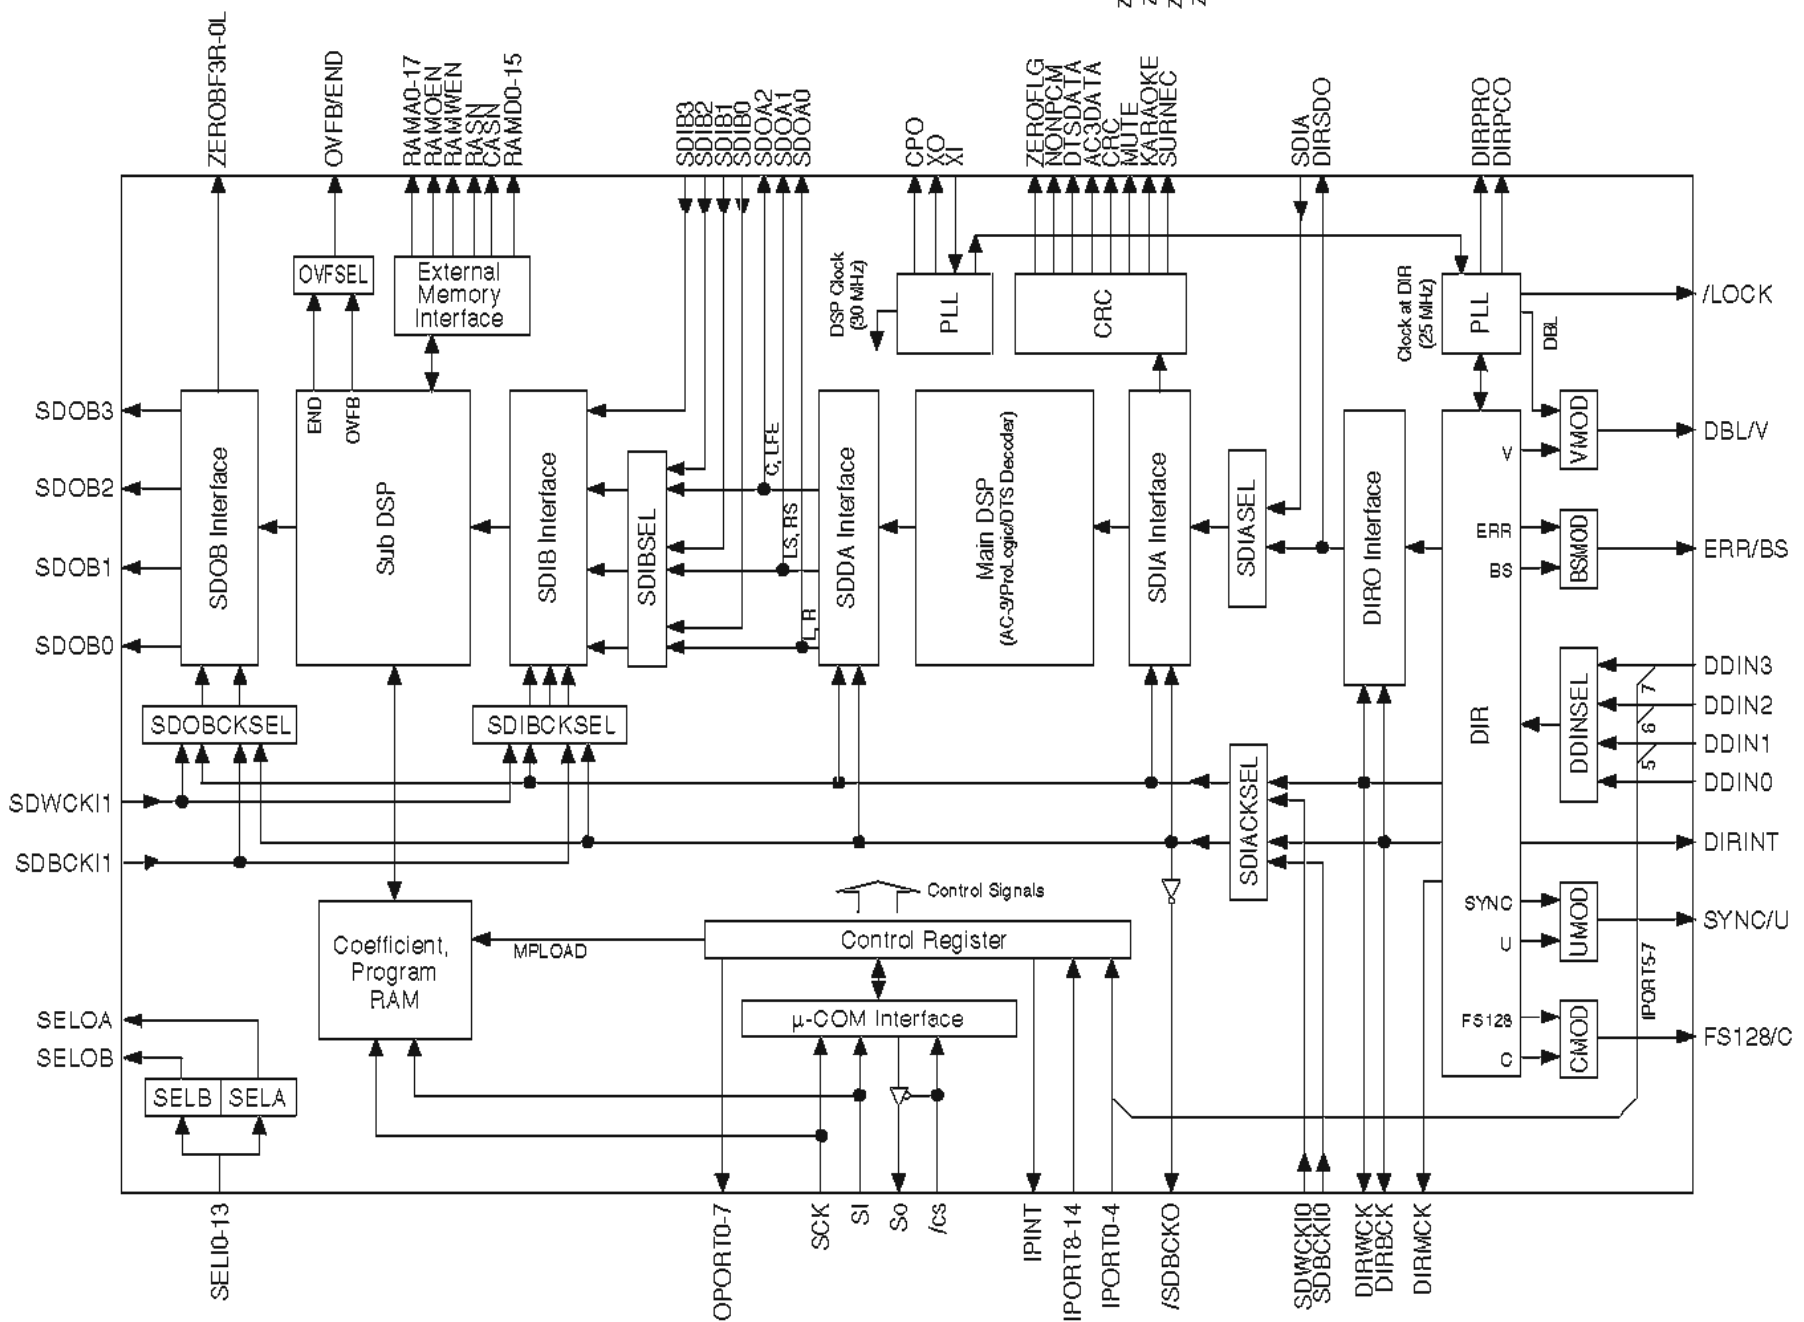 ZEROBF3R-0L
OVFB/END
RAMA0-17
RAMOEN
RAMWEN
RASN
CASN
RAMD0-15
SDIB3
SDIB2
SDIB1
SDIB0
SDOA2
SDOA1
SDOA0
CPO
XO
XI
ZEROFLG
NONPCM
DTSDATA
AC3DATA
CRC
MUTE
KARAOKE
SURNEC
SDIA
DIRSDO
DIRPRO
DIRPCO
OVFSEL
External
Memory
Interface
DSP Clock
(30 MHz)
PLL
CRC
Clock at DIR
(25 MHz)
PLL
DBL
/LOCK
SDOB3
SDOB2
SDOB1
SDOB0
SDOB Interface
END
OVFB
Sub DSP
SDIB Interface
SDIBSEL
C, LFE
LS, RS
L, R
SDDA Interface
Main DSP
(AC-3/ProLogic/DTS Decoder)
SDIA Interface
SDIASEL
DIRO Interface
V
ERR
BS
VMOD
BSMOD
DBL/V
ERR/BS
DIR
DDINSEL
7
6
5
DDIN3
DDIN2
DDIN1
DDIN0
SDOBCKSEL
SDIBCKSEL
SDIACKSEL
SDWCKI1
SDBCKI1
DIRINT
Control Signals
Control Register
MPLOAD
Coefficient,
Program
RAM
μ-COM Interface
SYNC
U
UMOD
SYNC/U
IPORT5-7
FS128
C
CMOD
FS128/C
SELOA
SELOB
SELB
SELA
SELI0-13
OPORT0-7
SCK
SI
So
/cs
IPINT
IPORT8-14
IPORT0-4
/SDBCKO
SDWCKI0
SDBCKI0
DIRWCK
DIRBCK
DIRMCK